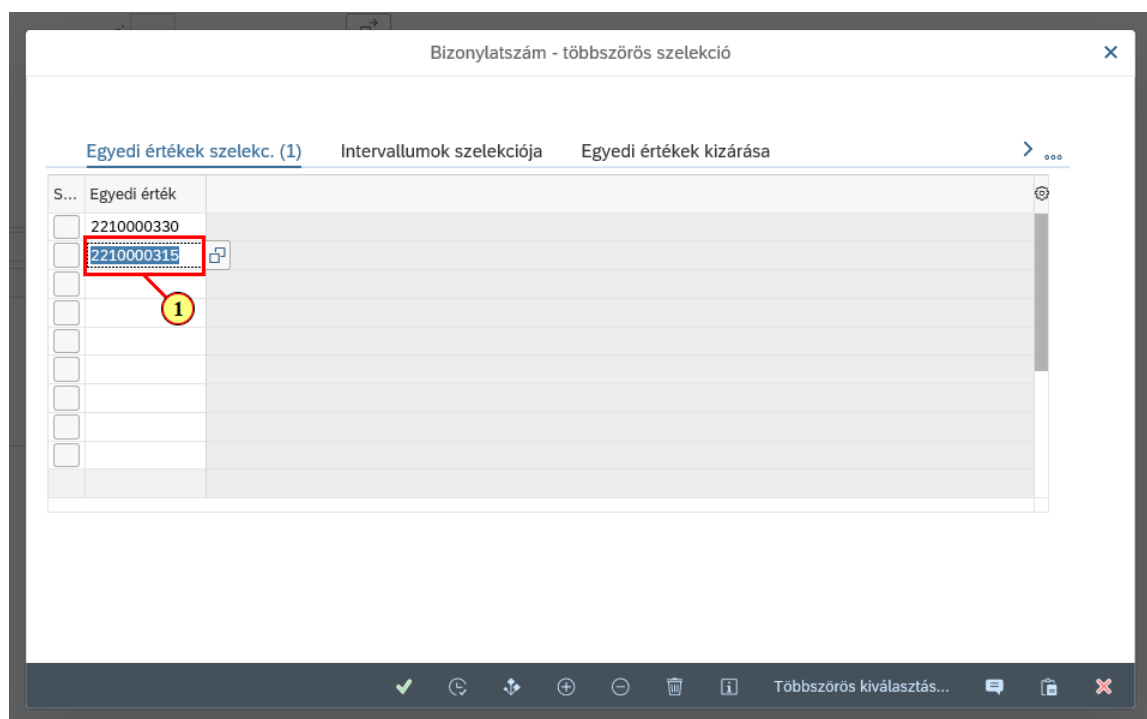 Bizonylatszám - többszörös szelekció
Egyedi értékek szelekc. (1) Intervallumok szelekciója Egyedi értékek kizárása
S... Egyedi érték
2210000330
2210000315
1
Többszörös kiválasztás...